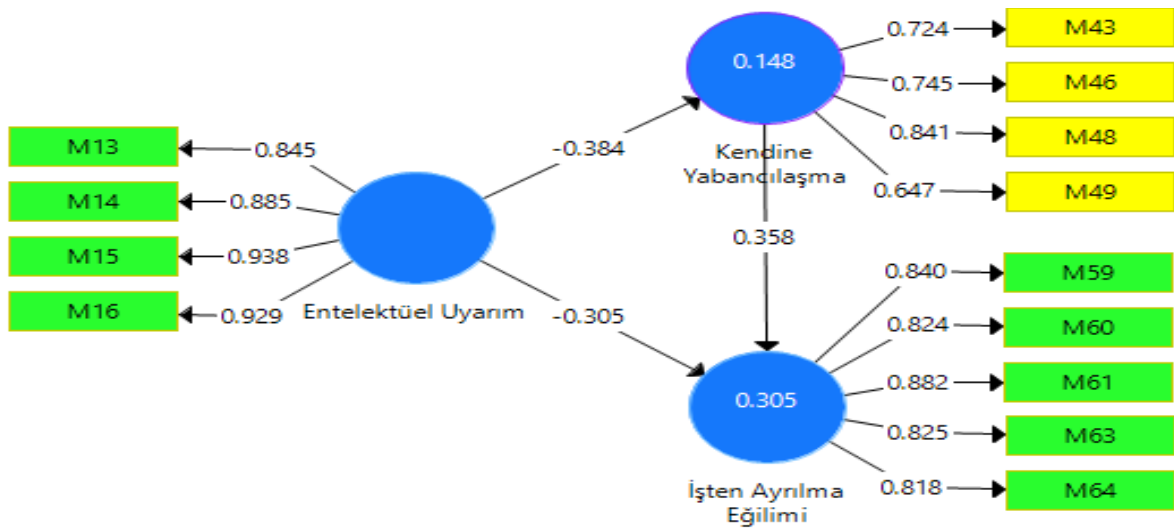 M13
M14
M15
M16
0.845
0.885
0.938
0.929
Entelektüel Uyarım
-0.384
-0.305
0.148
Kendine
Yabancılaşma
0.358
0.305
İşten Ayrılma
Eğilimi
0.724
0.745
0.841
0.647
M43
M46
M48
M49
0.840
0.824
0.882
0.825
0.818
M59
M60
M61
M63
M64